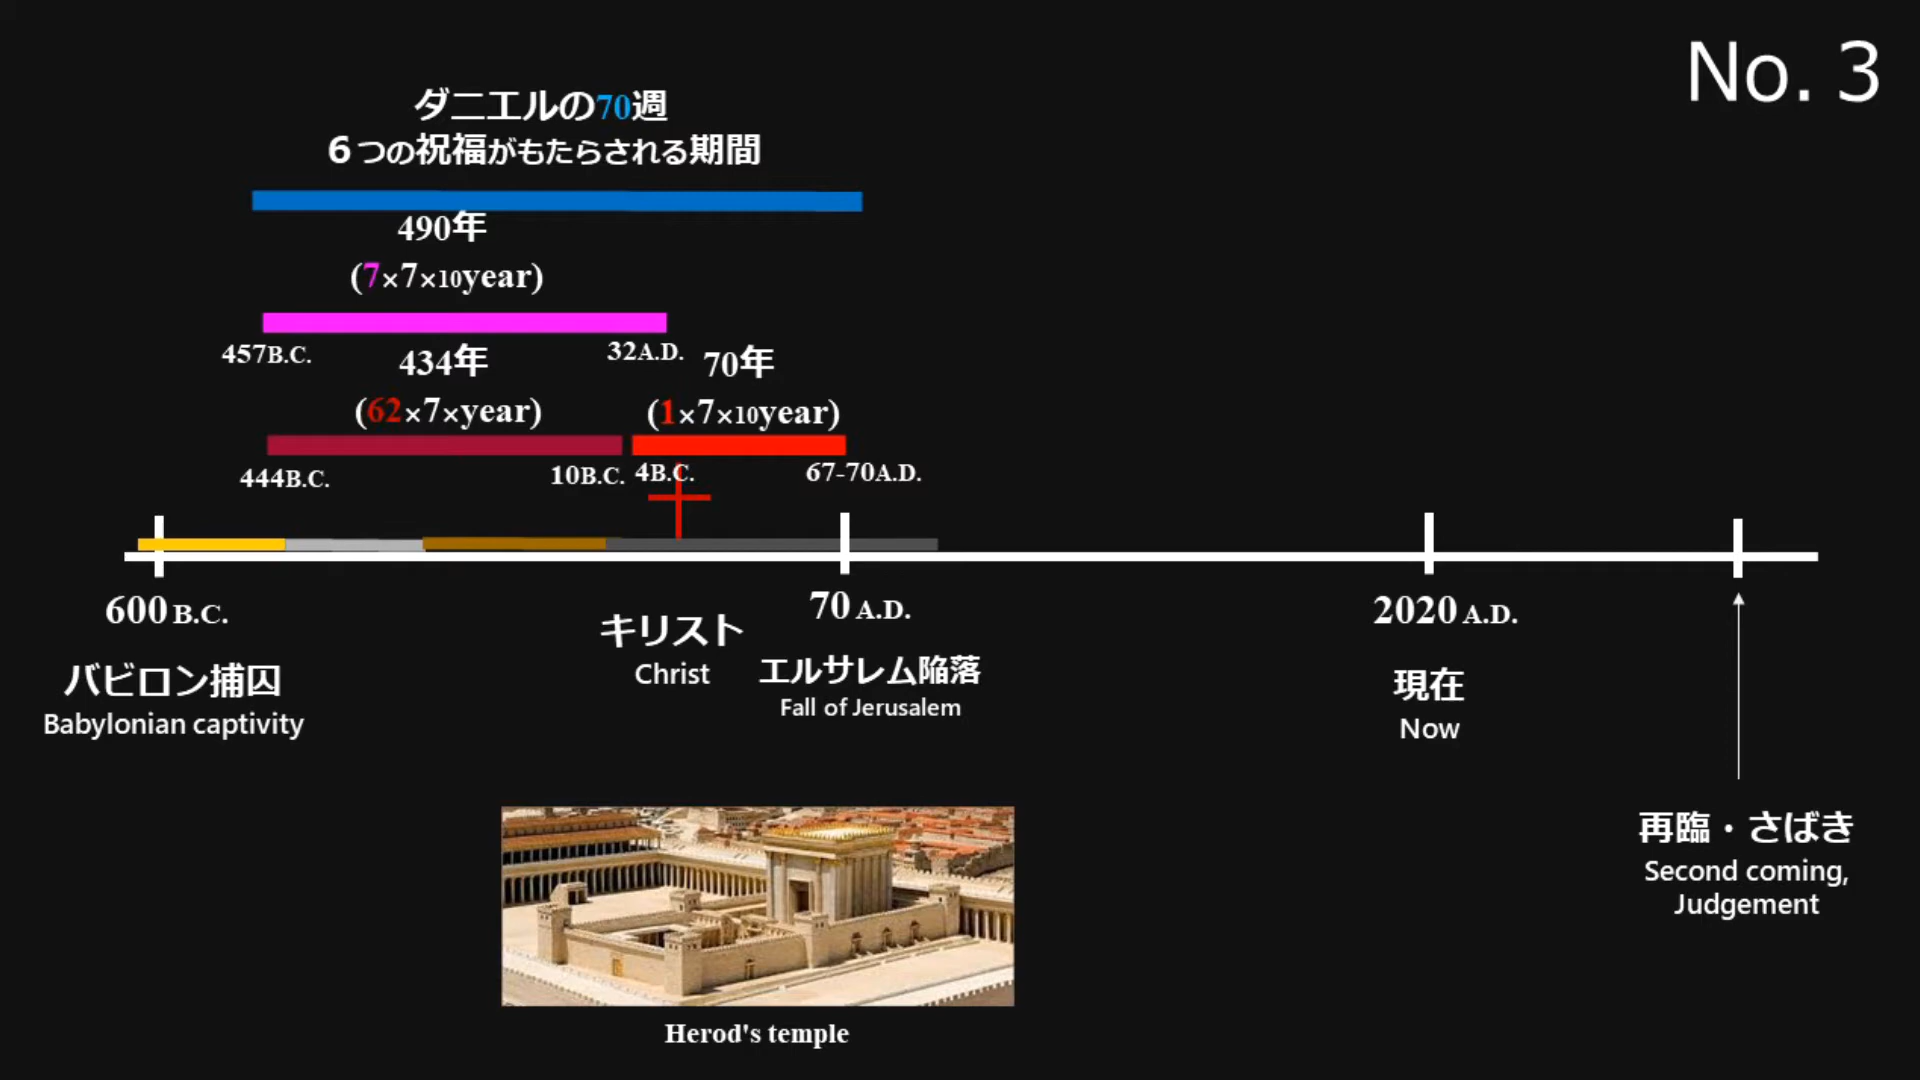 No. 3
ダニエルの70週
６つの祝福がもたらされる期間
490年
(7×7×10year)
457B.C.
32A.D.
434年
(62×7×year)
70年
(1×7×10year)
444B.C.
10B.C.
4B.C.
67-70A.D.
600 B.C.
バビロン捕囚
Babylonian captivity
キリスト
Christ
70 A.D.
エルサレム陥落
Fall of Jerusalem
2020 A.D.
現在
Now
再臨・さばき
Second coming,
Judgement
Herod's temple